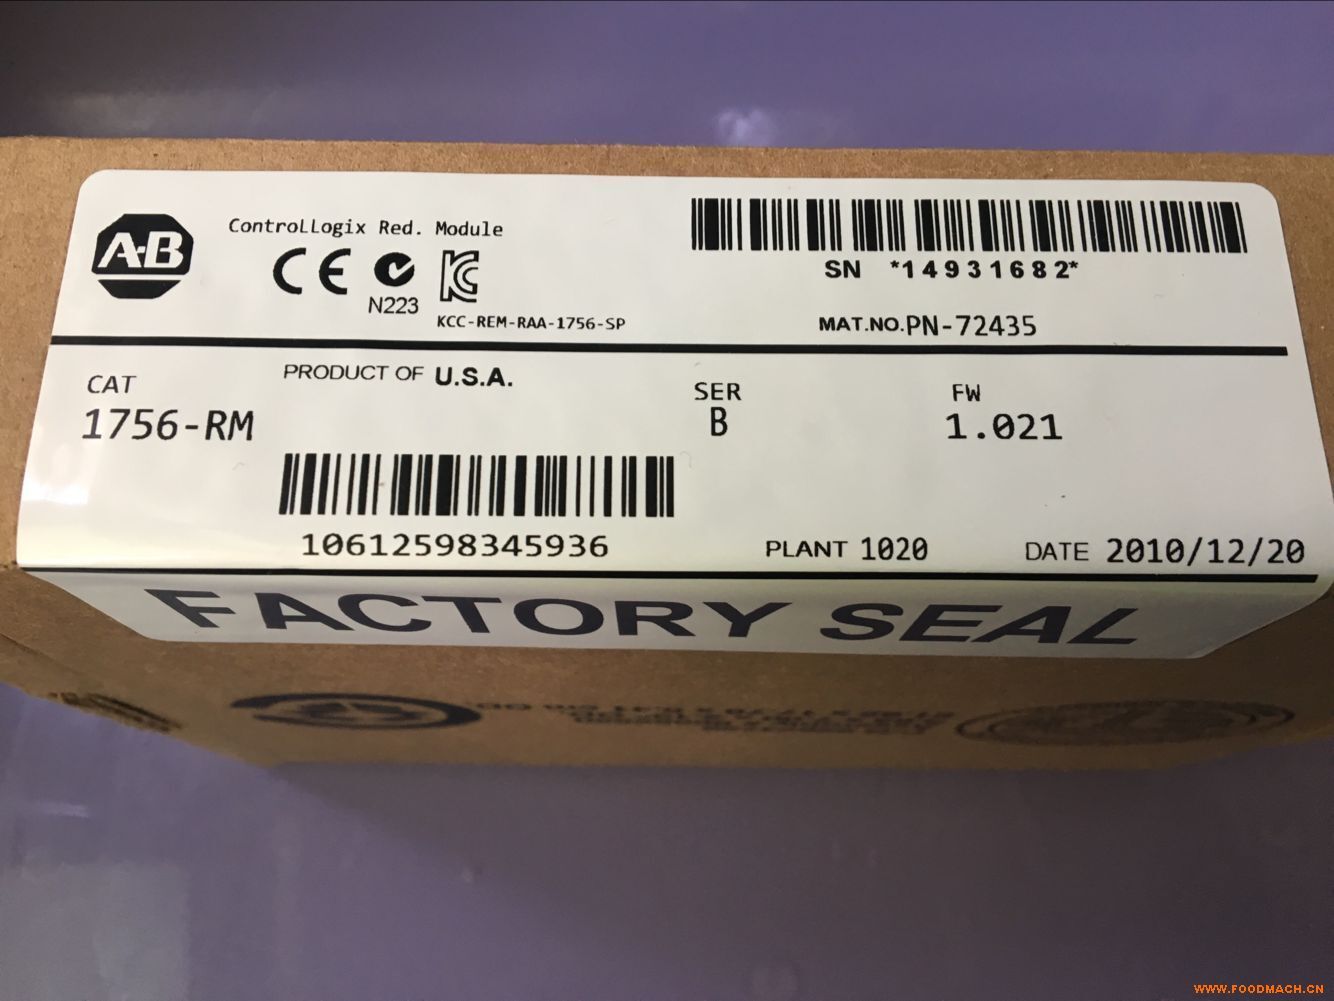 A-B
ControlLogix Red. Module
CE
N223
KCC-REM-RAA-1756-SP
SN *14931682*
MAT.NO.PN-72435
CAT
1756-RM
PRODUCT OF U.S.A.
SER
B
FW
1.021
10612598345936
PLANT 1020
DATE 2010/12/20
FACTORY SEAL
WWW.FOODMACH.CN